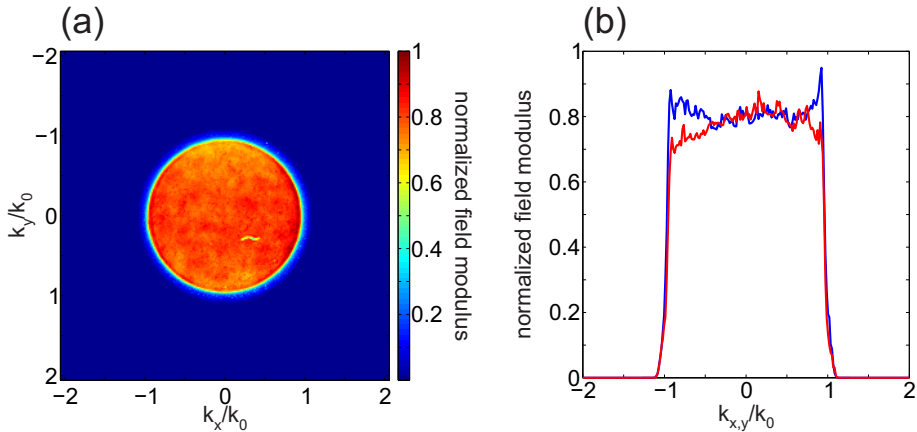 (a)
−2
−1
0
1
2
k_y/k_0
−2 −1 0 1 2
k_x/k_0
1
0.8
0.6
0.4
0.2
normalized field modulus
(b)
1
0.8
0.6
0.4
0.2
0
normalized field modulus
−2 −1 0 1 2
k_x,y/k_0